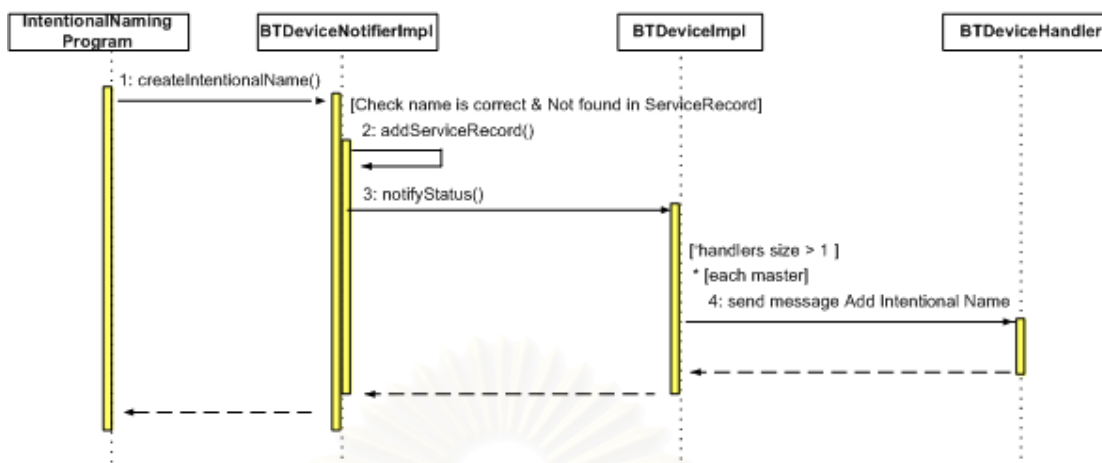 IntentionalNaming
Program
BTDeviceNotifierImpl
BTDeviceImpl
BTDeviceHandler
1: createIntentionalName()
[Check name is correct & Not found in ServiceRecord]
2: addServiceRecord()
3: notifyStatus()
['handlers size > 1 ]
* [each master]
4: send message Add Intentional Name